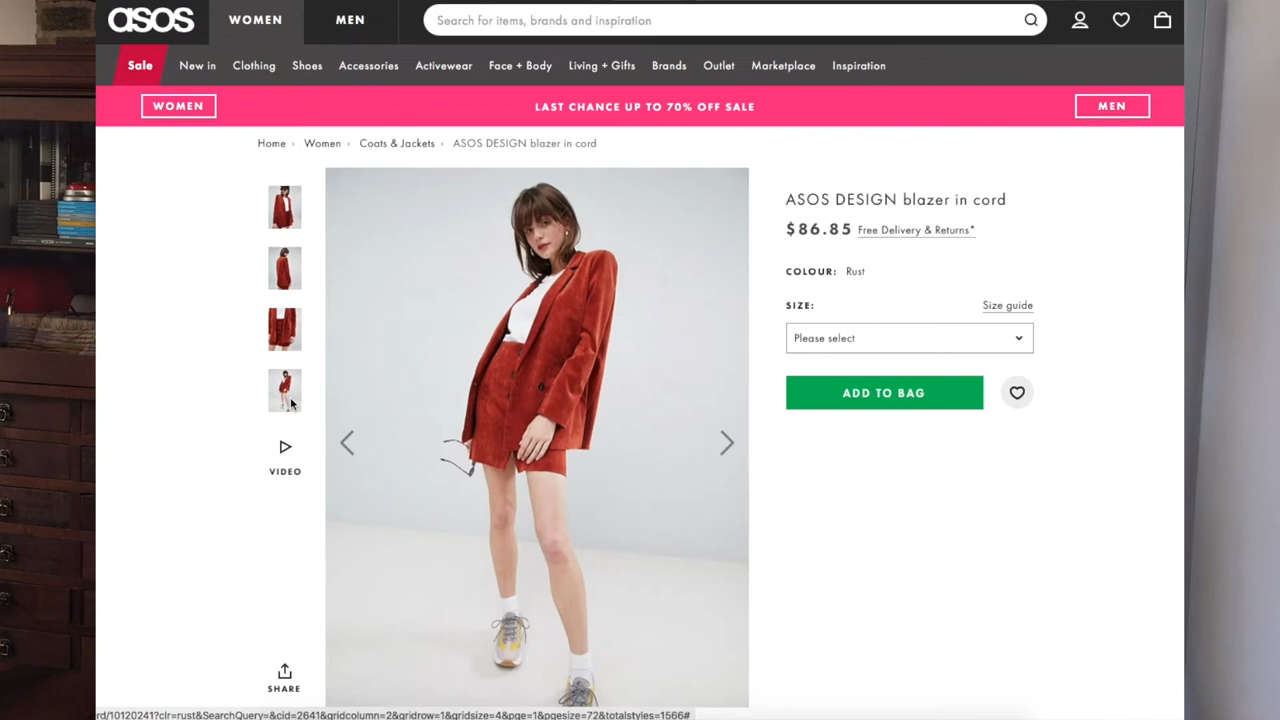 asos
WOMEN
MEN
Search for items, brands and inspiration
Sale
New in
Clothing
Shoes
Accessories
Activewear
Face + Body
Living + Gifts
Brands
Outlet
Marketplace
Inspiration
WOMEN
LAST CHANCE UP TO 70% OFF SALE
MEN
Home › Women › Coats & Jackets › ASOS DESIGN blazer in cord
ASOS DESIGN blazer in cord
$86.85 Free Delivery & Returns*
COLOUR: Rust
SIZE: Size guide
Please select
ADD TO BAG
VIDEO
SHARE
rd/10120241?clr=rust&SearchQuery=&cid=2641&gridcolumn=2&gridrow=1&gridsize=4&pge=1&pgesize=72&totalstyles=1566#